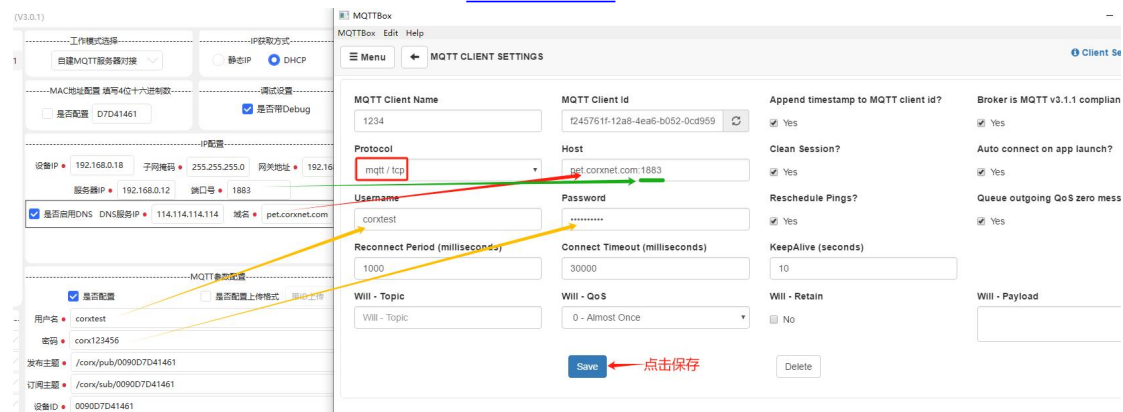 (V3.0.1)
------------工作模式选择------------
自建MQTT服务器对接
------------IP获取方式------------
静态IP
DHCP
------MAC地址配置 填写4位十六进制数------
是否配置
D7D41461
------------调试设置------------
是否带Debug
------------IP配置------------
设备IP
192.168.0.18
子网掩码
255.255.255.0
网关地址
192.16
服务器IP
192.168.0.12
端口号
1883
是否启用DNS
DNS服务IP
114.114.114.114
域名
pet.corxnet.com
------------MQTT参数配置------------
是否配置
是否配置上传格式
带ID上传
用户名
corxtest
密码
corx123456
发布主题
/corx/pub/0090D7D41461
订阅主题
/corx/sub/0090D7D41461
设备ID
0090D7D41461
MQTTBox
MQTTBox Edit Help
Menu
MQTT CLIENT SETTINGS
Client Se
MQTT Client Name
1234
MQTT Client Id
f245761f-12a8-4ea6-b052-0cd959
Append timestamp to MQTT client id?
Yes
Broker is MQTT v3.1.1 complian
Yes
Protocol
mqtt / tcp
Host
pet.corxnet.com:1883
Clean Session?
Yes
Auto connect on app launch?
Yes
Username
corxtest
Password
Reschedule Pings?
Yes
Queue outgoing QoS zero mess
Yes
Reconnect Period (milliseconds)
1000
Connect Timeout (milliseconds)
30000
KeepAlive (seconds)
10
Will - Topic
Will - Topic
Will - QoS
0 - Almost Once
Will - Retain
No
Will - Payload
Save
点击保存
Delete